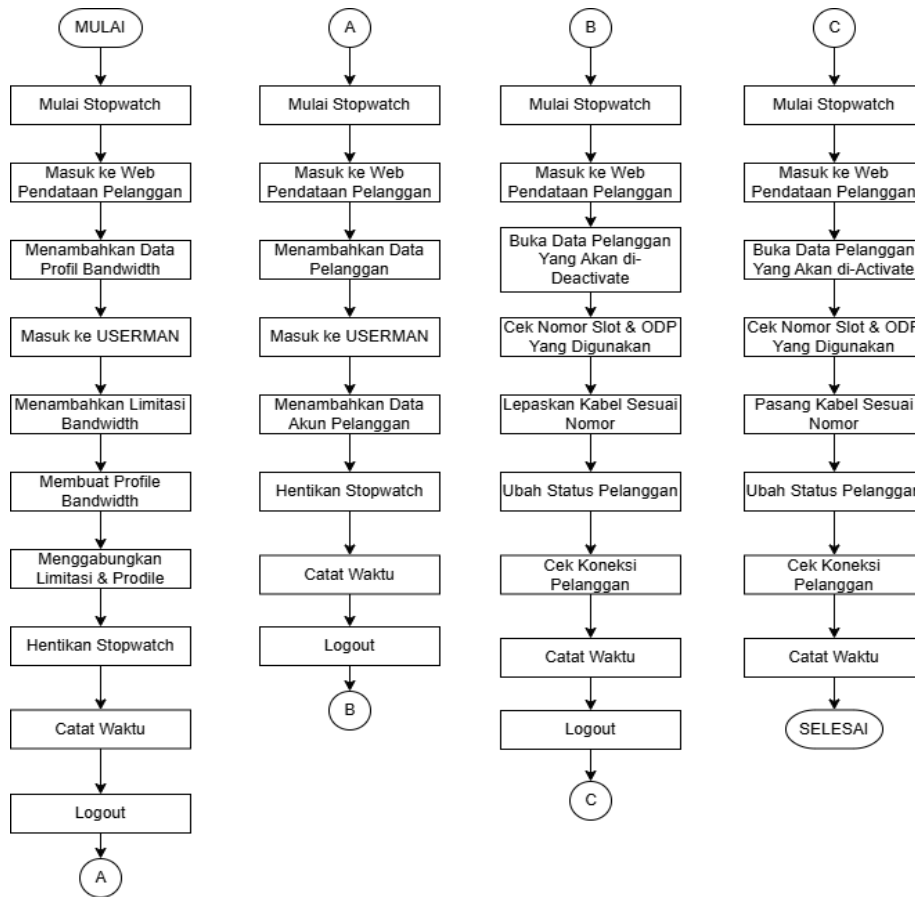 MULAI
Mulai Stopwatch
Masuk ke Web
Pendataan Pelanggan
Menambahkan Data
Profil Bandwidth
Masuk ke USERMAN
Menambahkan Limitasi
Bandwidth
Membuat Profile
Bandwidth
Menggabungkan
Limitasi & Prodile
Hentikan Stopwatch
Catat Waktu
Logout
A
A
Mulai Stopwatch
Masuk ke Web
Pendataan Pelanggan
Menambahkan Data
Pelanggan
Masuk ke USERMAN
Menambahkan Data
Akun Pelanggan
Hentikan Stopwatch
Catat Waktu
Logout
B
B
Mulai Stopwatch
Masuk ke Web
Pendataan Pelanggan
Buka Data Pelanggan
Yang Akan di-
Deactivate
Cek Nomor Slot & ODP
Yang Digunakan
Lepaskan Kabel Sesuai
Nomor
Ubah Status Pelanggan
Cek Koneksi
Pelanggan
Catat Waktu
Logout
C
C
Mulai Stopwatch
Masuk ke Web
Pendataan Pelanggan
Buka Data Pelanggan
Yang Akan di-Activate
Cek Nomor Slot & ODP
Yang Digunakan
Pasang Kabel Sesuai
Nomor
Ubah Status Pelanggan
Cek Koneksi
Pelanggan
Catat Waktu
SELESAI